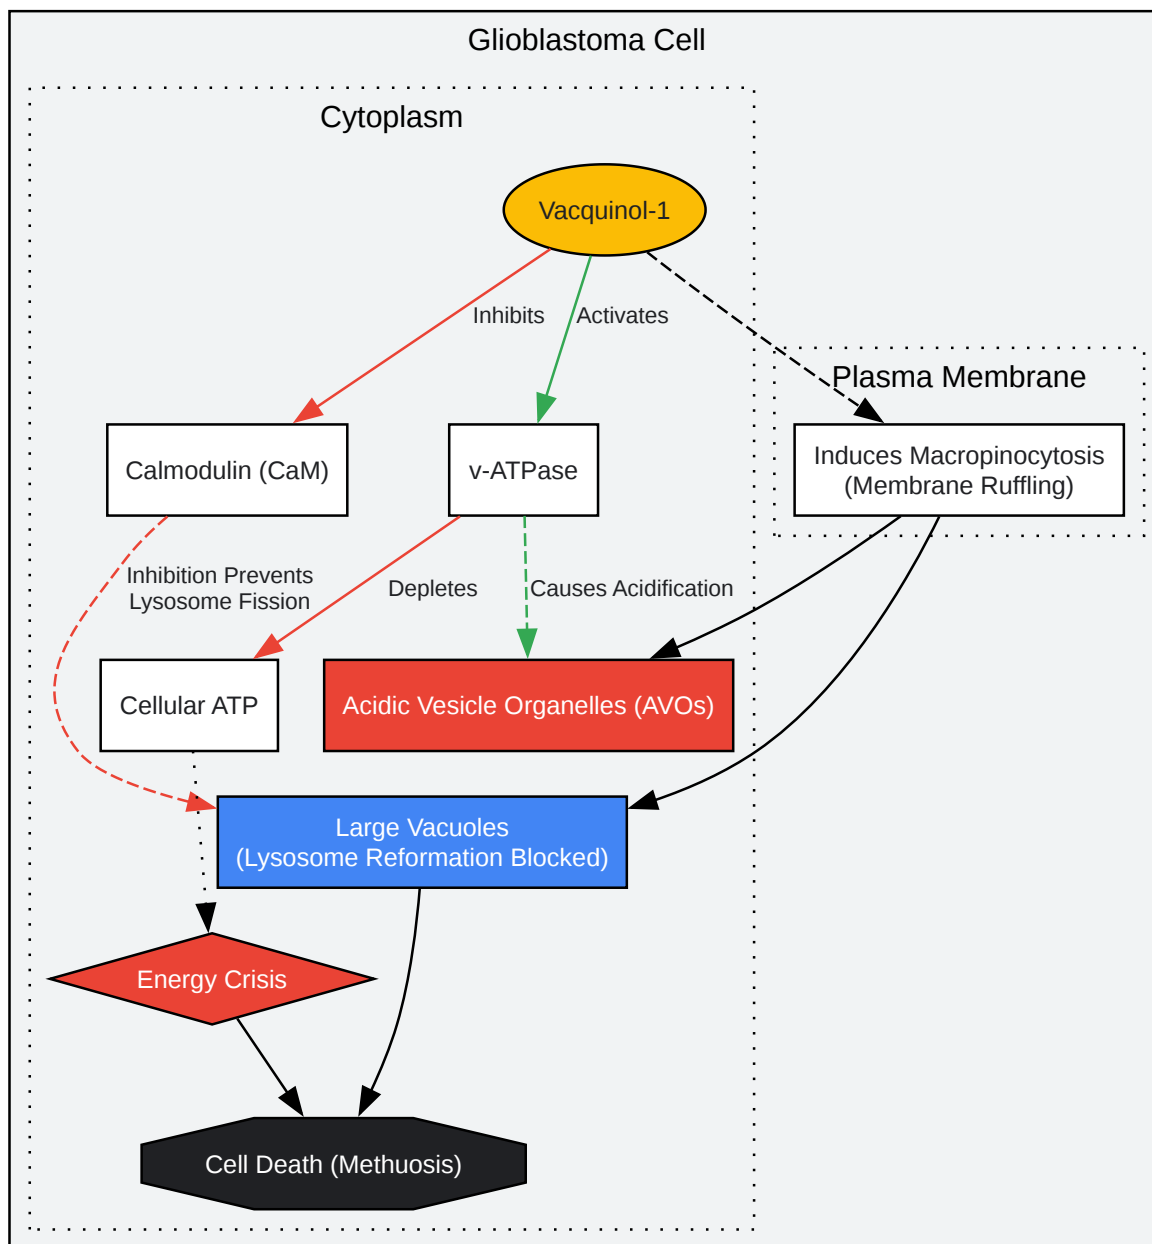 Glioblastoma Cell
Cytoplasm
Vacquinol-1
Inhibits
Activates
Plasma Membrane
Calmodulin (CaM)
v-ATPase
Induces Macropinocytosis
(Membrane Ruffling)
Inhibition Prevents
Lysosome Fission
Depletes
Causes Acidification
Cellular ATP
Acidic Vesicle Organelles (AVOs)
Large Vacuoles
(Lysosome Reformation Blocked)
Energy Crisis
Cell Death (Methuosis)